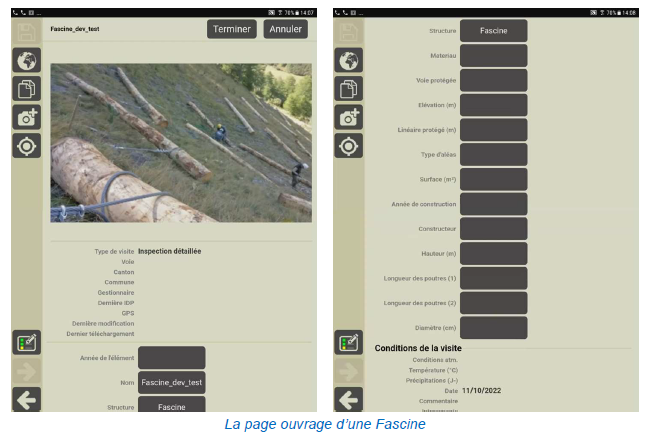 70% 14:07
Fascine_dev_test
Terminer
Annuler
Type de visite Inspection détaillée
Voie
Canton
Commune
Gestionnaire
Dernière IDP
GPS
Dernière modification
Dernier téléchargement
Année de l'élément
Nom Fascine_dev_test
Structure Fascine
70% 14:08
Structure Fascine
Materiau
Voie protégée
Elévation (m)
Linéaire protégé (m)
Type d'aléas
Surface (m²)
Année de construction
Constructeur
Hauteur (m)
Longueur des poutres (1)
Longueur des poutres (2)
Diamètre (cm)
Conditions de la visite
Conditions atm.
Température (°C)
Précipitations (J-)
Date 11/10/2022
Commentaire
La page ouvrage d'une Fascine